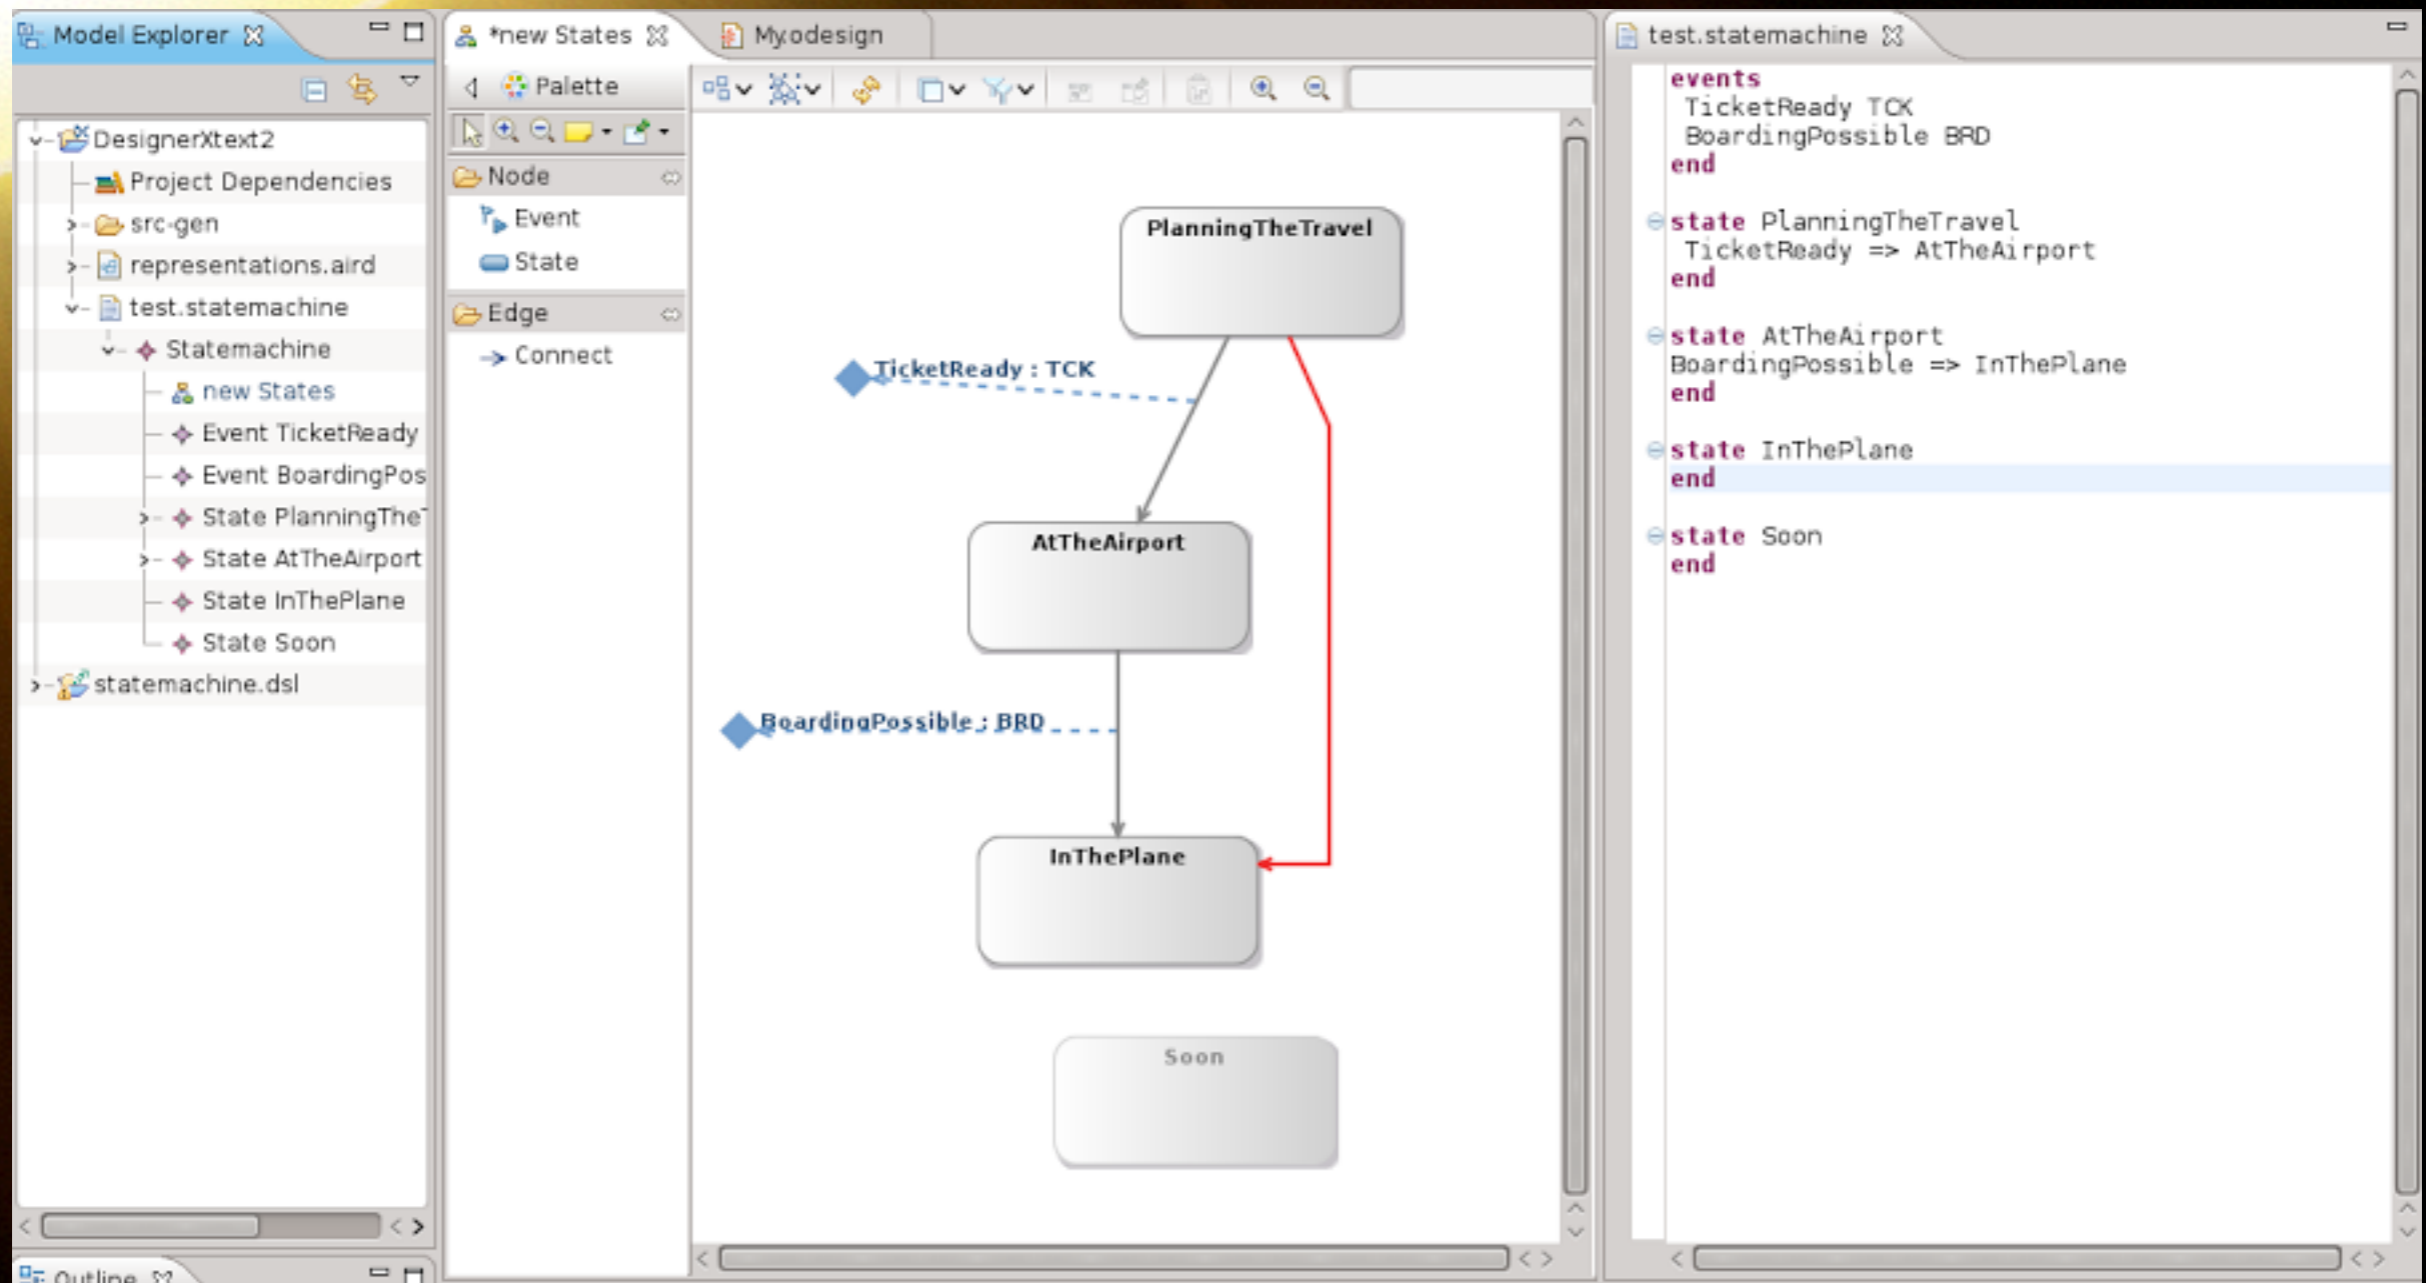 Model Explorer
DesignerXtext2
Project Dependencies
src-gen
representations.aird
test.statemachine
Statemachine
new States
Event TicketReady
Event BoardingPos
State PlanningThe
State AtTheAirport
State InThePlane
State Soon
statemachine.dsl
Outline
*new States
My.odesign
Palette
Node
Event
State
Edge
Connect
PlanningTheTravel
TicketReady : TCK
AtTheAirport
BoardingPossible : BRD
InThePlane
Soon
test.statemachine
events
TicketReady TCK
BoardingPossible BRD
end
state PlanningTheTravel
TicketReady => AtTheAirport
end
state AtTheAirport
BoardingPossible => InThePlane
end
state InThePlane
end
state Soon
end